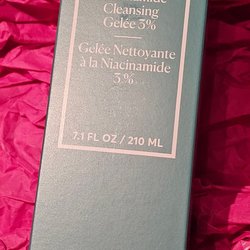 Cleansing
Gelée 3%
Gelée Nettoyante
à la Niacinamide
3%
7.1 FL OZ / 210 ML